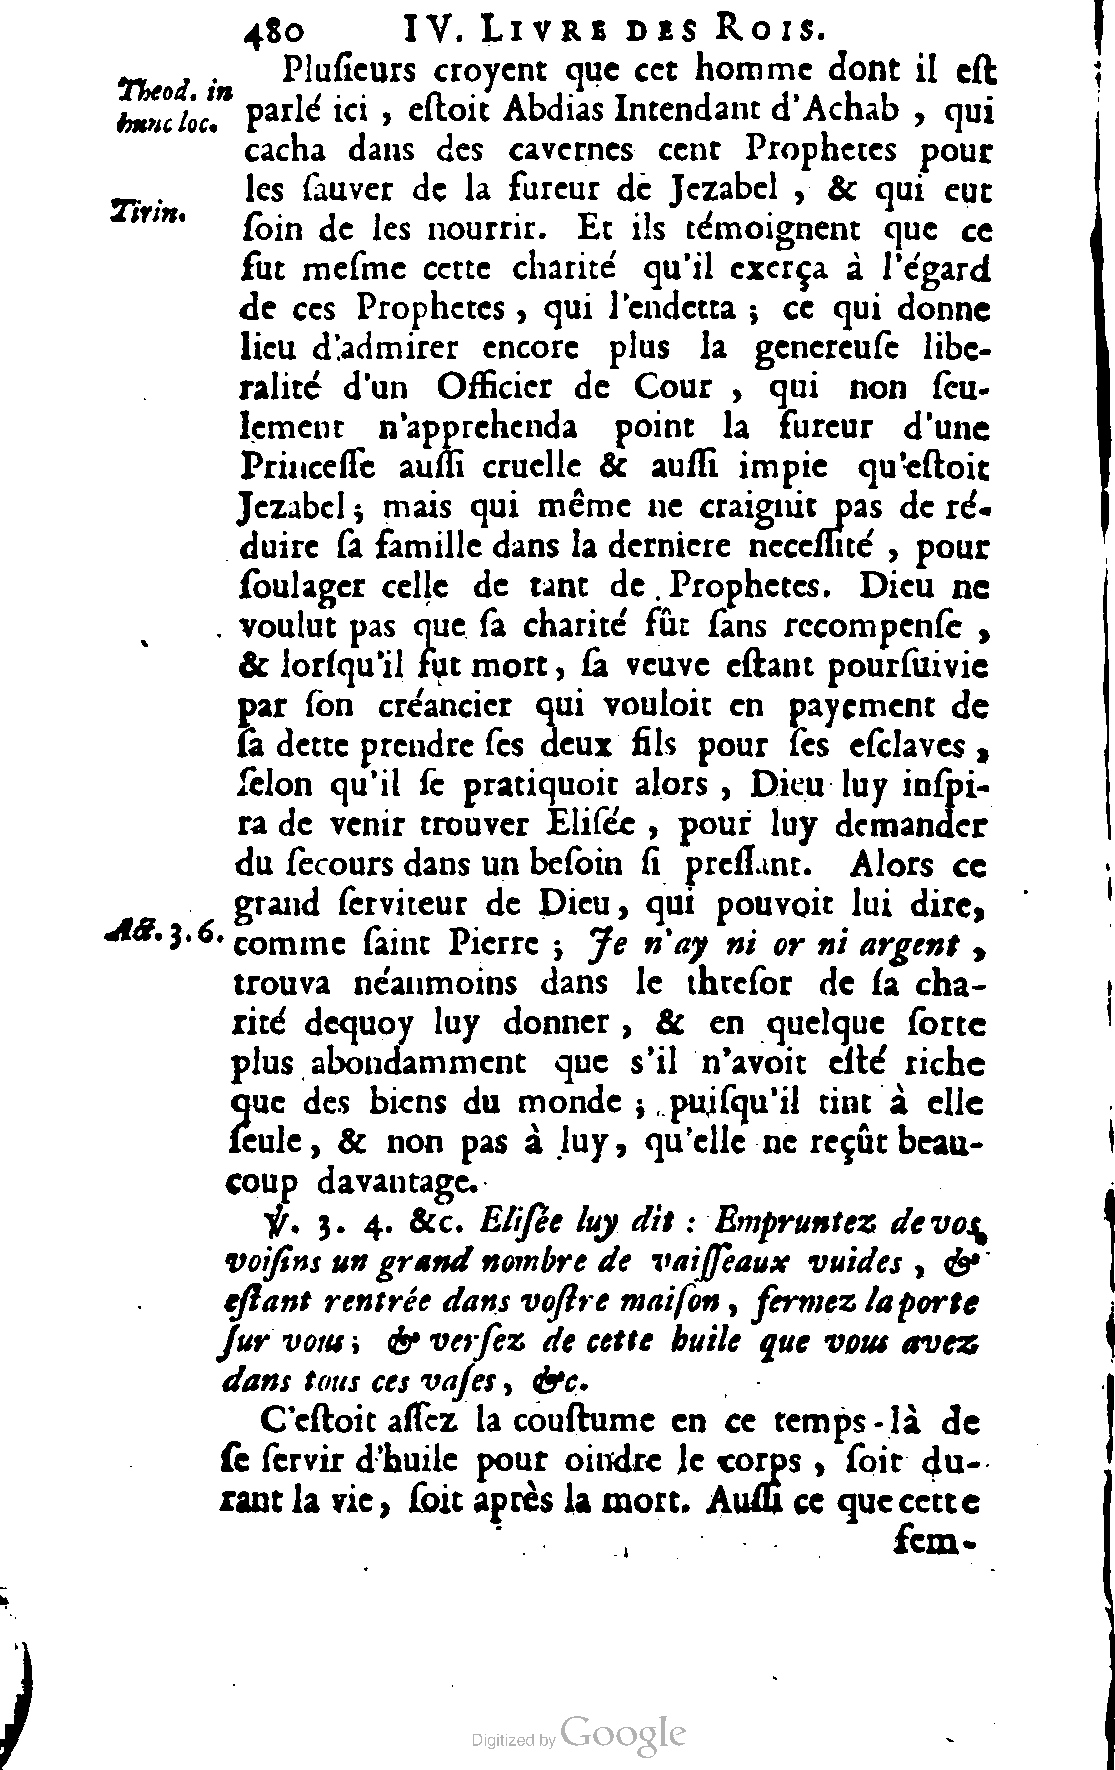 480 IV. LIVRE DES ROIS.
Pluſieurs croyent que cet homme dont il eſt
Theod. in
hunc loc.
parlé ici , eſtoit Abdias Intendant d'Achab , qui
cacha dans des cavernes cent Prophetes pour
les ſauver de la fureur de Jezabel , & qui eut
Tirin.
ſoin de les nourrir. Et ils témoignent que ce
fut meſme cette charité qu'il exerça à l'égard
de ces Prophetes , qui l'endetta ; ce qui donne
lieu d'admirer encore plus la genereuſe libe-
ralité d'un Officier de Cour , qui non ſeu-
lement n'apprehenda point la fureur d'une
Princeſſe auſſi cruelle & auſſi impie qu'eſtoit
Jezabel ; mais qui même ne craignit pas de ré-
duire ſa famille dans la derniere neceſſité , pour
ſoulager celle de tant de Prophetes. Dieu ne
voulut pas que ſa charité fût ſans recompenſe ,
& lorſqu'il fut mort , ſa veuve eſtant pourſuivie
par ſon créancier qui vouloit en payement de
ſa dette prendre ſes deux fils pour ſes eſclaves ,
ſelon qu'il ſe pratiquoit alors , Dieu luy inſpi-
ra de venir trouver Eliſée , pour luy demander
du ſecours dans un beſoin ſi preſſant. Alors ce
grand ſerviteur de Dieu , qui pouvoit lui dire,
Act. 3. 6.
comme ſaint Pierre ; Je n'ay ni or ni argent ,
trouva néanmoins dans le threſor de ſa cha-
rité dequoy luy donner , & en quelque ſorte
plus abondamment que s'il n'avoit eſté riche
que des biens du monde ; puiſqu'il tint à elle
ſeule , & non pas à luy , qu'elle ne reçût beau-
coup davantage.
℣. 3. 4. &c. Eliſée luy dit : Empruntez de vos
voiſins un grand nombre de vaiſſeaux vuides , &
eſtant rentrée dans voſtre maiſon , fermez la porte
ſur vous ; & verſez de cette huile que vous avez
dans tous ces vaſes , &c.
C'eſtoit aſſez la couſtume en ce temps-là de
ſe ſervir d'huile pour oindre le corps , ſoit du-
rant la vie , ſoit après la mort. Auſſi ce que cette
fem-
Digitized by Google